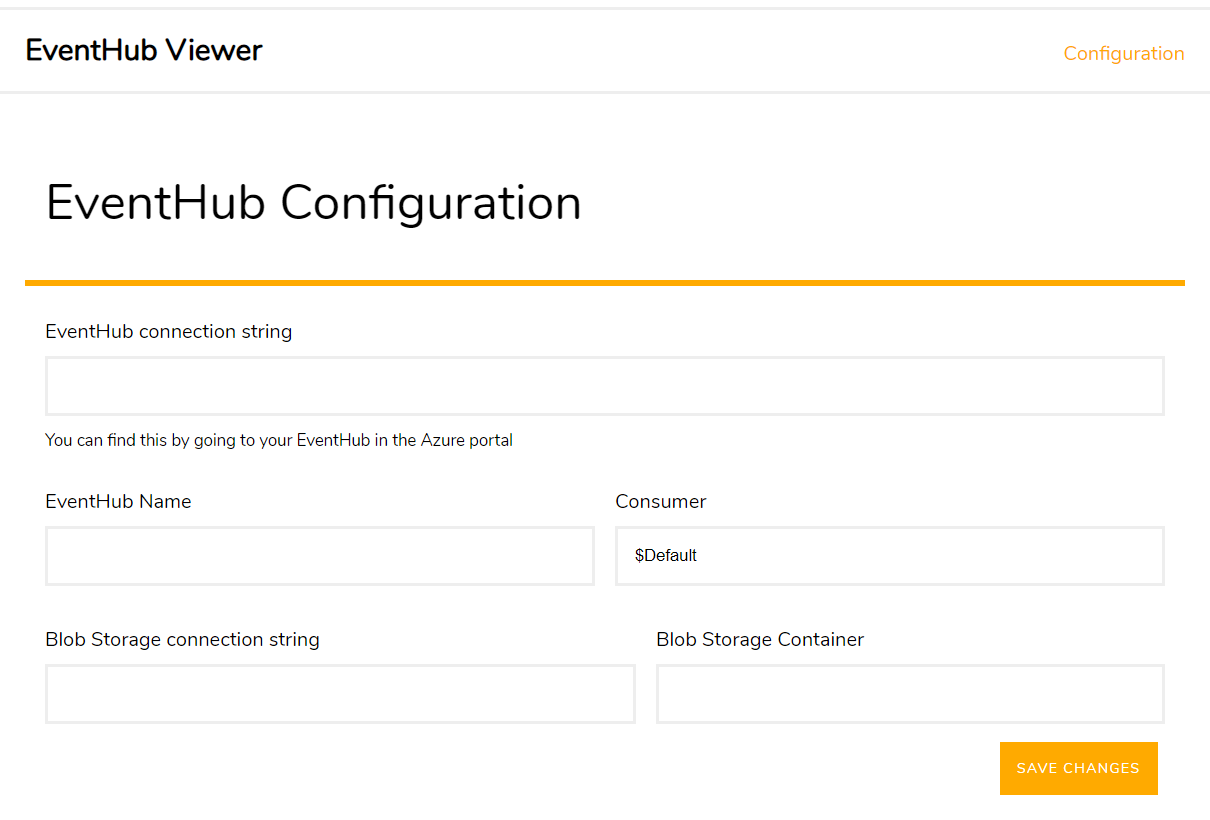 EventHub Viewer
Configuration
EventHub Configuration
EventHub connection string
You can find this by going to your EventHub in the Azure portal
EventHub Name
Consumer
$Default
Blob Storage connection string
Blob Storage Container
SAVE CHANGES